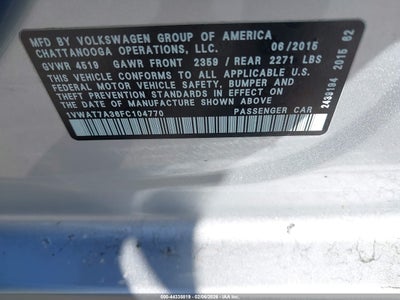 MFD BY VOLKSWAGEN GROUP OF AMERICA
CHATTANOOGA OPERATIONS, LLC. 06/2015
GVWR 4519 GAWR FRONT 2359 / REAR 2271 LBS
THIS VEHICLE CONFORMS TO ALL APPLICABLE U.S.
FEDERAL MOTOR VEHICLE SAFETY, BUMPER AND
THEFT PREVENTION STANDARDS IN EFFECT ON
THE DATE OF MANUFACTURE SHOWN ABOVE.
1VWAT7A38FC104770 PASSENGER CAR
2439194 2015 62